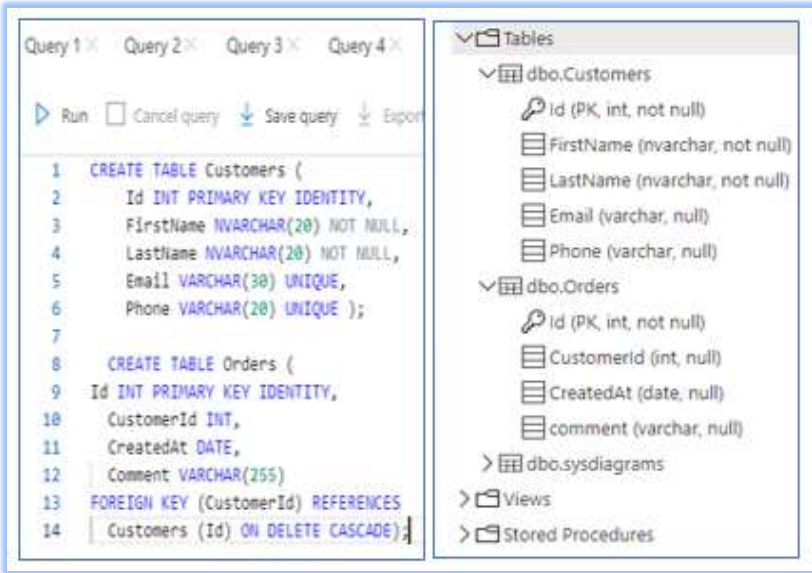 Query 1 × Query 2 × Query 3 × Query 4 ×
Run Cancel query Save query Export
1 CREATE TABLE Customers (
2 Id INT PRIMARY KEY IDENTITY,
3 FirstName NVARCHAR(20) NOT NULL,
4 LastName NVARCHAR(20) NOT NULL,
5 Email VARCHAR(30) UNIQUE,
6 Phone VARCHAR(20) UNIQUE );
7
8 CREATE TABLE Orders (
9 Id INT PRIMARY KEY IDENTITY,
10 CustomerId INT,
11 CreatedAt DATE,
12 Comment VARCHAR(255)
13 FOREIGN KEY (CustomerId) REFERENCES
14 Customers (Id) ON DELETE CASCADE);
Tables
dbo.Customers
Id (PK, int, not null)
FirstName (nvarchar, not null)
LastName (nvarchar, not null)
Email (varchar, null)
Phone (varchar, null)
dbo.Orders
Id (PK, int, not null)
CustomerId (int, null)
CreatedAt (date, null)
comment (varchar, null)
dbo.sysdiagrams
Views
Stored Procedures